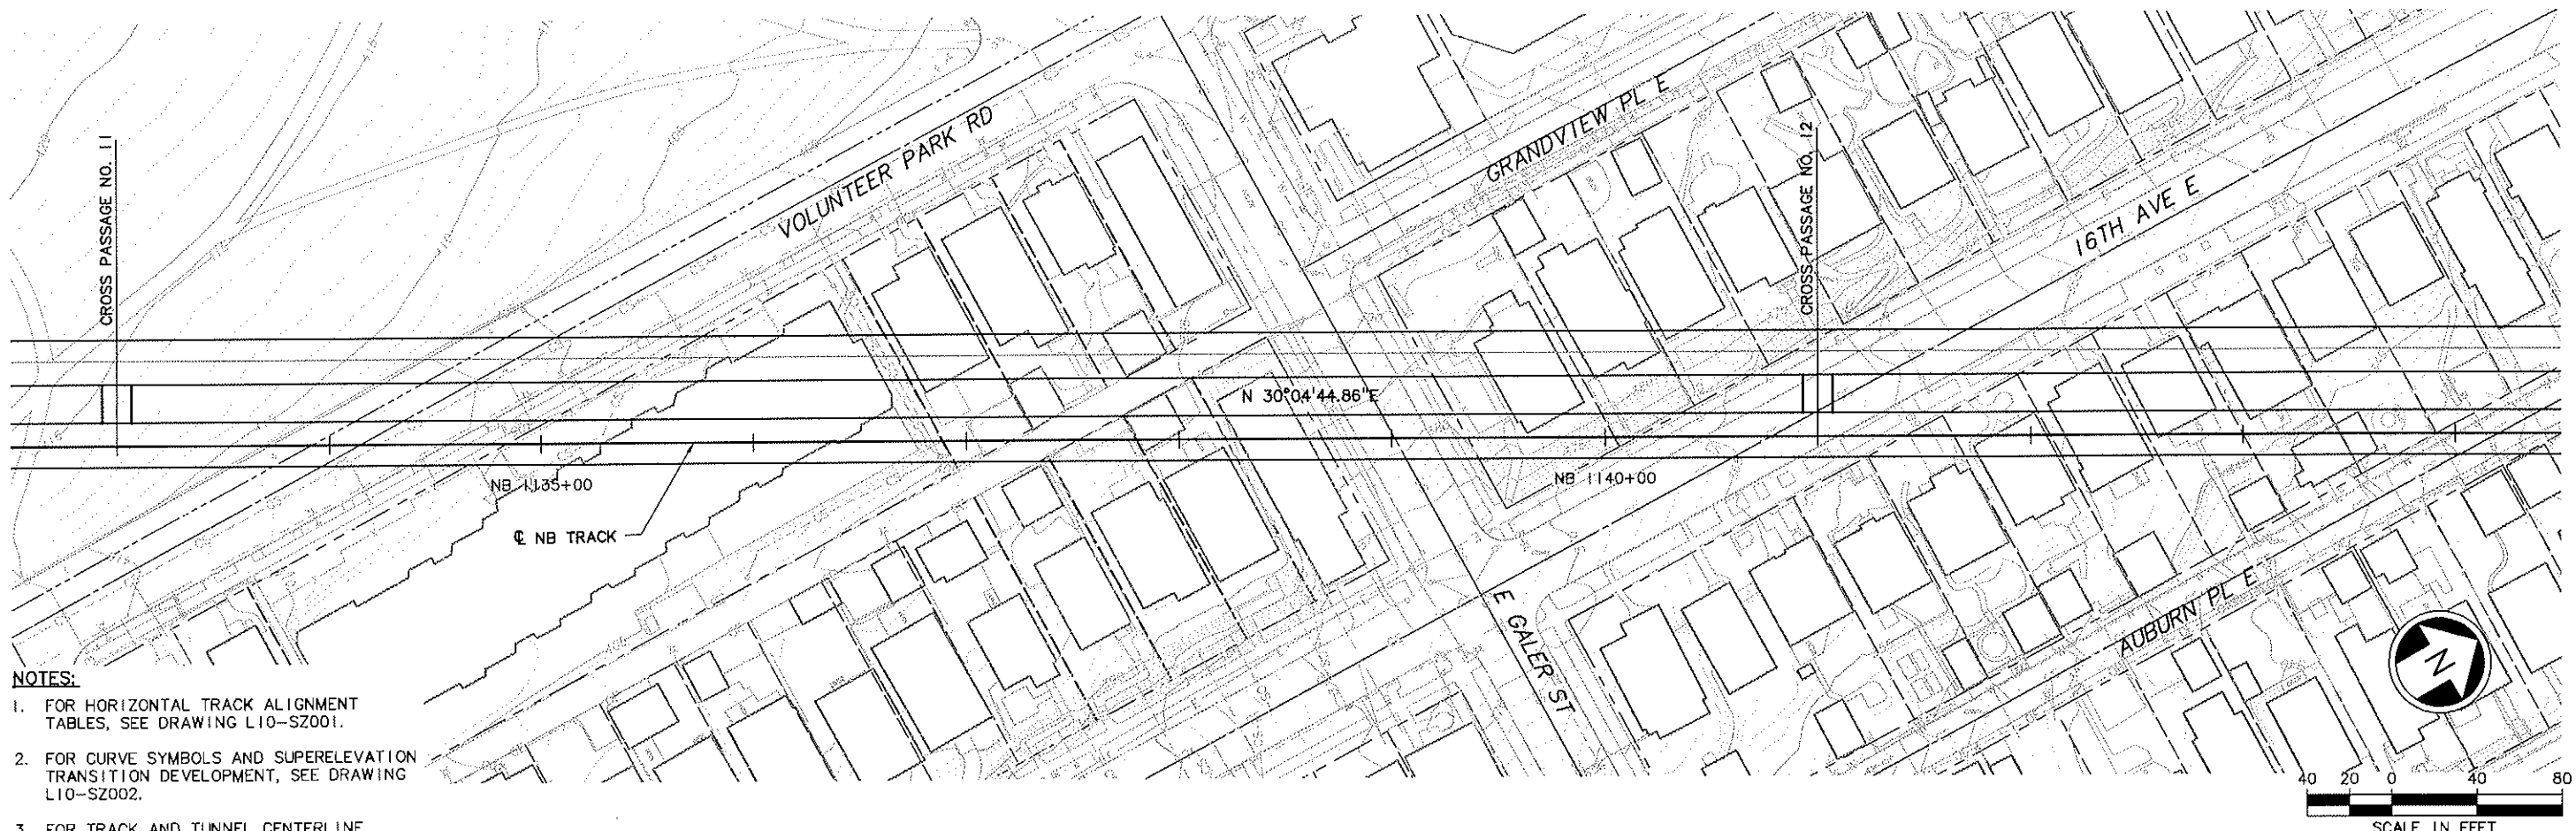 CROSS PASSAGE NO. 11
VOLUNTEER PARK RD
GRANDVIEW PL E
CROSS PASSAGE NO. 12
16TH AVE E
N 30°04'44.86"E
NB 1135+00
NB 1140+00
℄ NB TRACK
E GALER ST
AUBURN PL E
N
NOTES:
1. FOR HORIZONTAL TRACK ALIGNMENT
TABLES, SEE DRAWING L10-SZ001.
2. FOR CURVE SYMBOLS AND SUPERELEVATION
TRANSITION DEVELOPMENT, SEE DRAWING
L10-SZ002.
3. FOR TRACK AND TUNNEL CENTERLINE
40 20 0 40 80
SCALE IN FEET